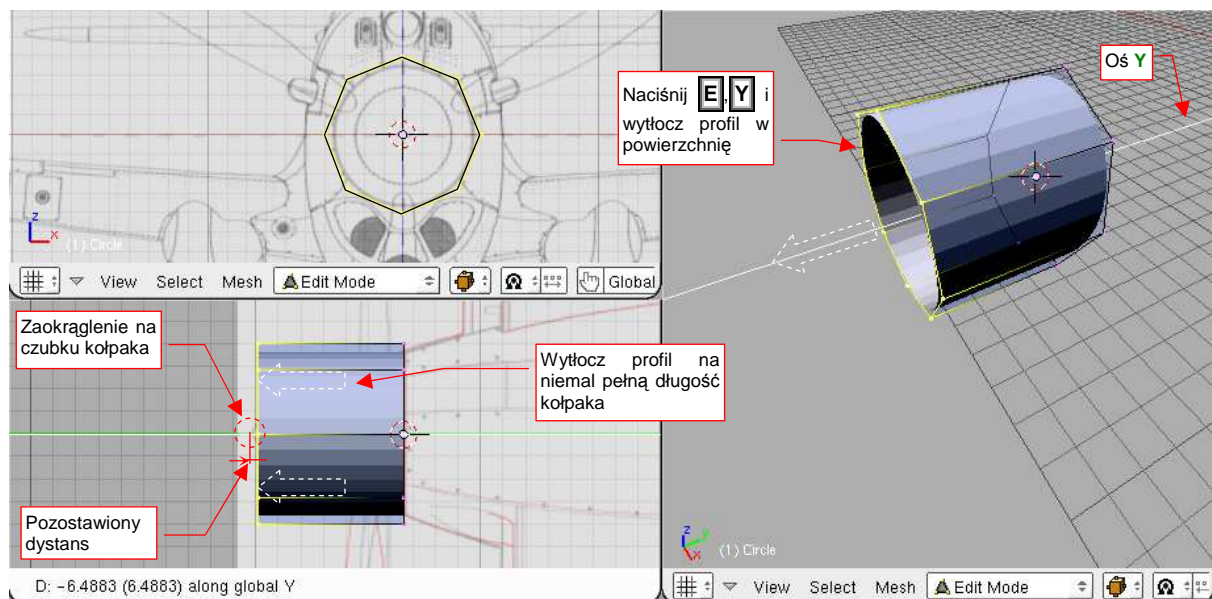 z
x
(1) Circle
View Select Mesh Edit Mode Global
Zaokrąglenie na
czubku kołpaka
Wytłocz profil na
niemal pełną długość
kołpaka
Pozostawiony
dystans
D: -6.4883 (6.4883) along global Y
Naciśnij E, Y i
wytłocz profil w
powierzchnię
Oś Y
z
y
x
(1) Circle
View Select Mesh Edit Mode